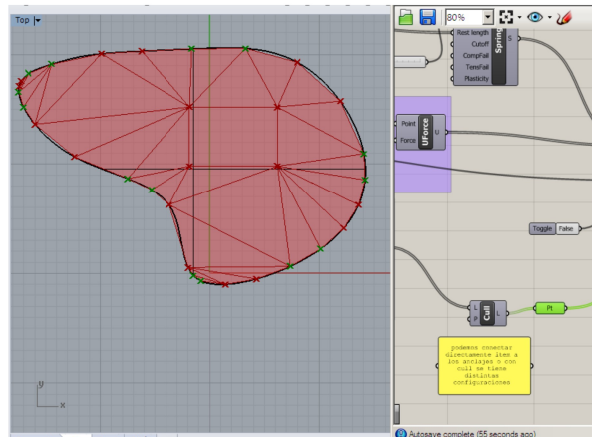 Top
80%
Rest length
Cutoff
CompFail
TensFail
Plasticity
Spring
S
Point
Force
UForce
U
Toggle
False
L
P
Cull
L
Pt
podemos conectar
directamente item a
los anclajes o con
cull se tiene
distintas
configuraciones
y
x
Autosave complete (55 seconds ago)